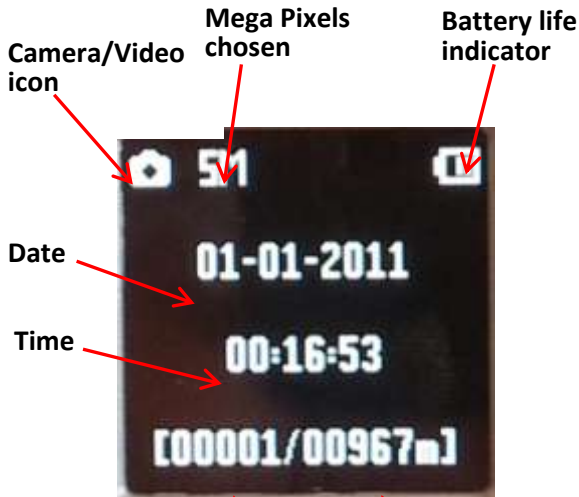 Mega Pixels
chosen
Battery life
indicator
Camera/Video
icon
5M
Date
01-01-2011
Time
00:16:53
[00001/00967m]